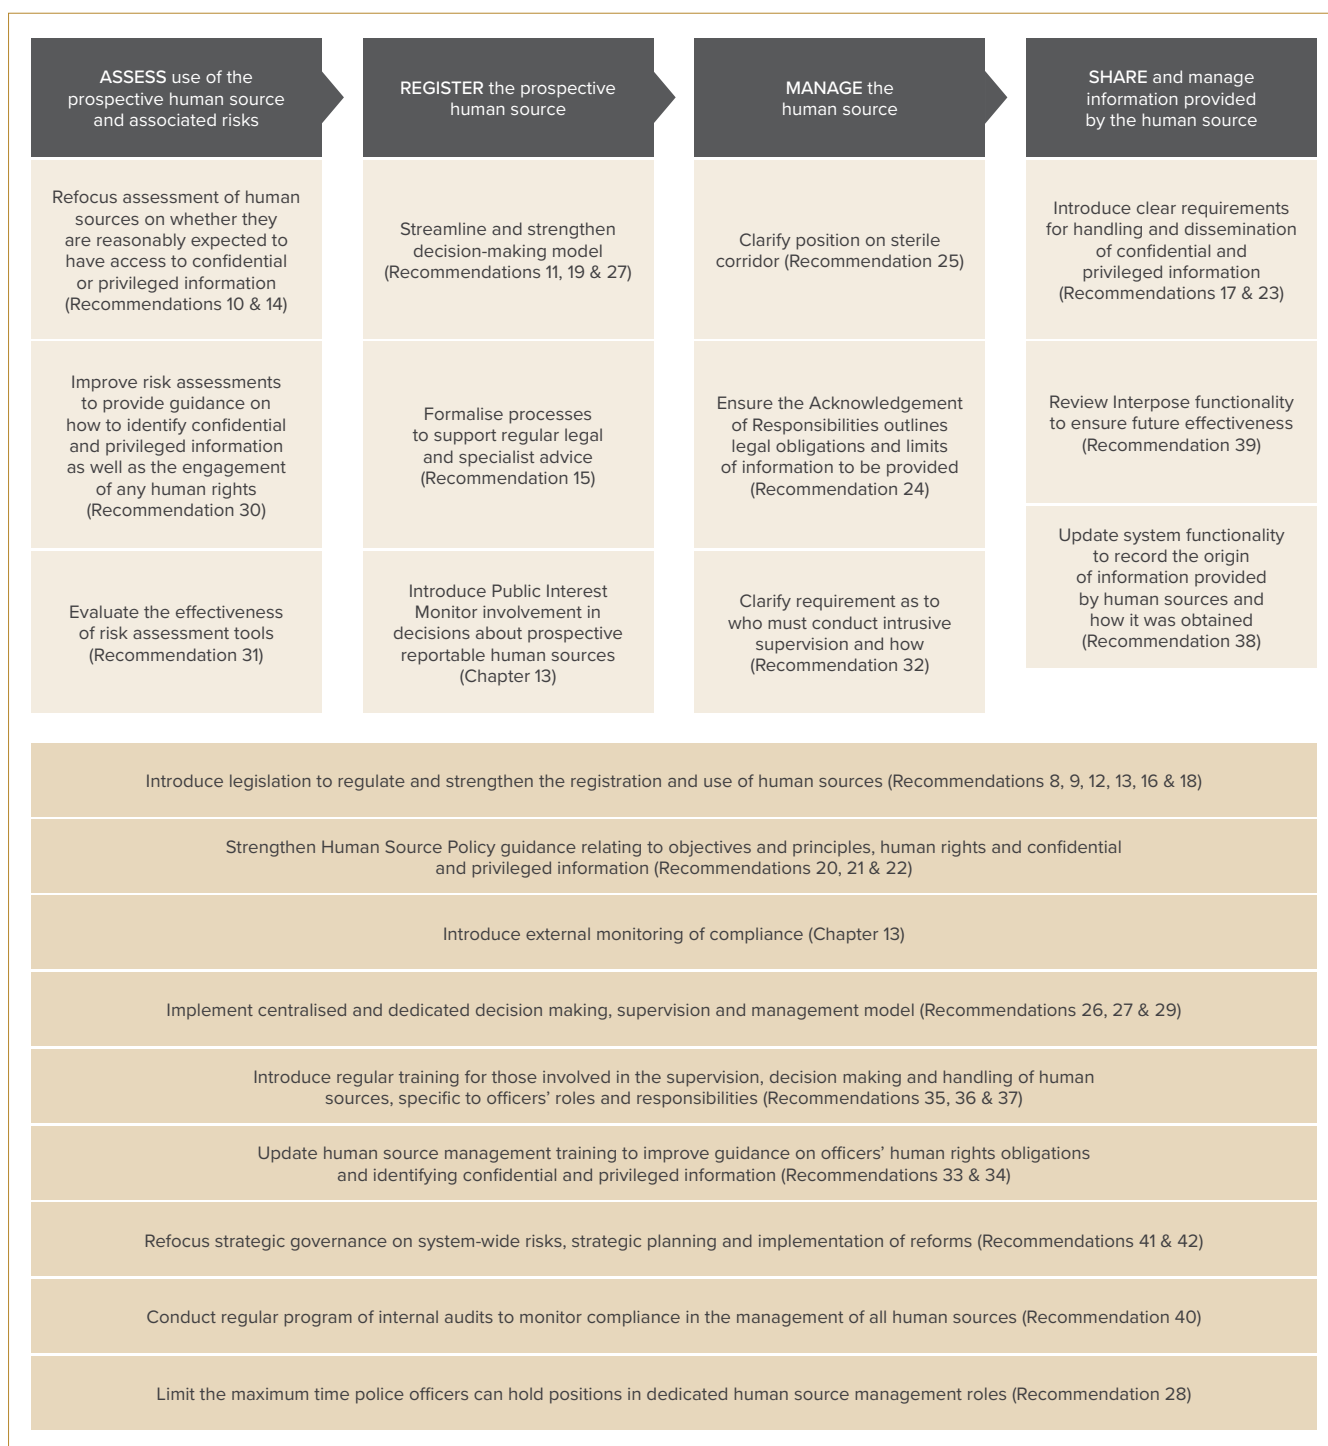 ASSESS use of the
prospective human source
and associated risks
REGISTER the prospective
human source
MANAGE the
human source
SHARE and manage
information provided
by the human source
Refocus assessment of human
sources on whether they
are reasonably expected to
have access to confidential
or privileged information
(Recommendations 10 & 14)
Improve risk assessments
to provide guidance on
how to identify confidential
and privileged information
as well as the engagement
of any human rights
(Recommendation 30)
Evaluate the effectiveness
of risk assessment tools
(Recommendation 31)
Streamline and strengthen
decision-making model
(Recommendations 11, 19 & 27)
Formalise processes
to support regular legal
and specialist advice
(Recommendation 15)
Introduce Public Interest
Monitor involvement in
decisions about prospective
reportable human sources
(Chapter 13)
Clarify position on sterile
corridor (Recommendation 25)
Ensure the Acknowledgement
of Responsibilities outlines
legal obligations and limits
of information to be provided
(Recommendation 24)
Clarify requirement as to
who must conduct intrusive
supervision and how
(Recommendation 32)
Introduce clear requirements
for handling and dissemination
of confidential and
privileged information
(Recommendations 17 & 23)
Review Interpose functionality
to ensure future effectiveness
(Recommendation 39)
Update system functionality
to record the origin
of information provided
by human sources and
how it was obtained
(Recommendation 38)
Introduce legislation to regulate and strengthen the registration and use of human sources (Recommendations 8, 9, 12, 13, 16 & 18)
Strengthen Human Source Policy guidance relating to objectives and principles, human rights and confidential
and privileged information (Recommendations 20, 21 & 22)
Introduce external monitoring of compliance (Chapter 13)
Implement centralised and dedicated decision making, supervision and management model (Recommendations 26, 27 & 29)
Introduce regular training for those involved in the supervision, decision making and handling of human
sources, specific to officers' roles and responsibilities (Recommendations 35, 36 & 37)
Update human source management training to improve guidance on officers' human rights obligations
and identifying confidential and privileged information (Recommendations 33 & 34)
Refocus strategic governance on system-wide risks, strategic planning and implementation of reforms (Recommendations 41 & 42)
Conduct regular program of internal audits to monitor compliance in the management of all human sources (Recommendation 40)
Limit the maximum time police officers can hold positions in dedicated human source management roles (Recommendation 28)